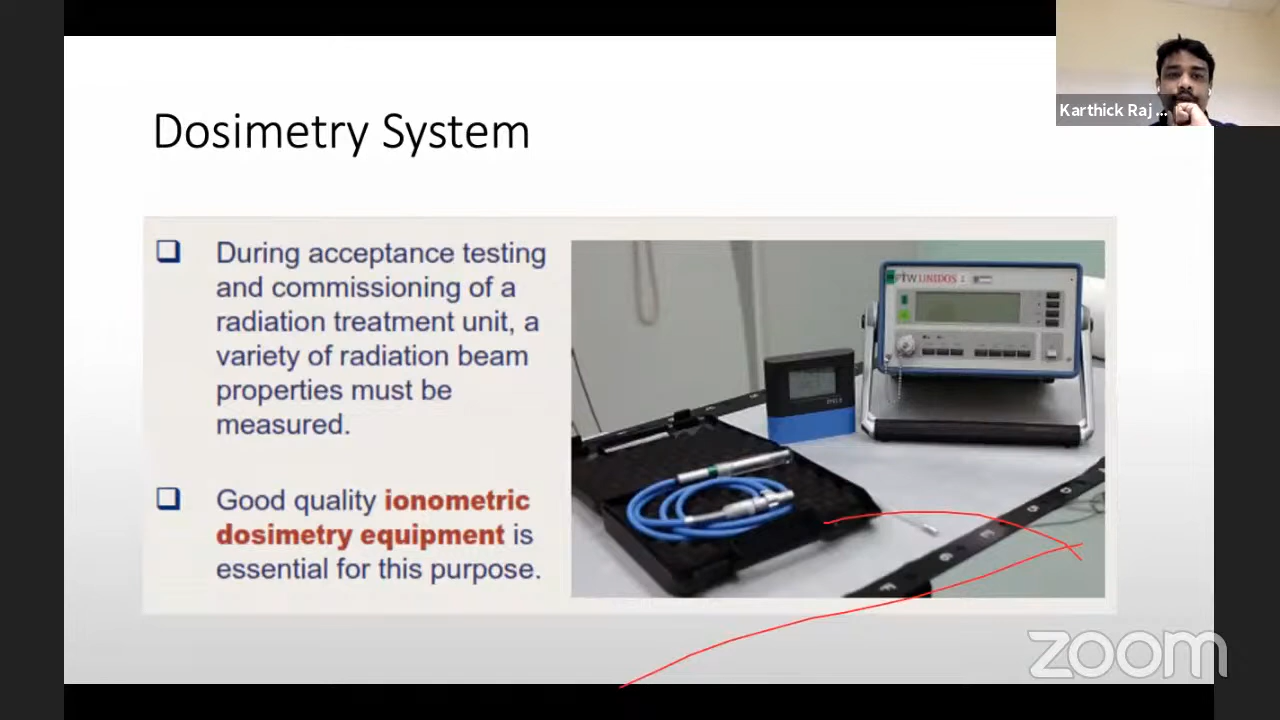 Karthick Raj ...
Dosimetry System
❑ During acceptance testing
and commissioning of a
radiation treatment unit, a
variety of radiation beam
properties must be
measured.
❑ Good quality ionometric
dosimetry equipment is
essential for this purpose.
PTW UNIDOS
zoom